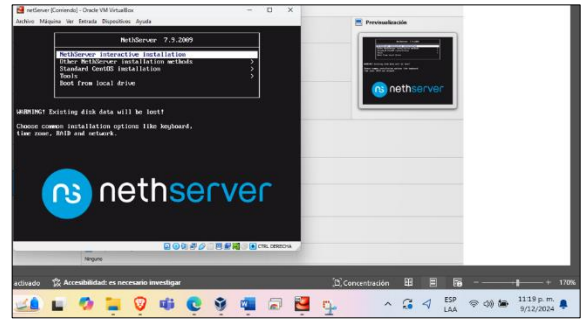 netServer [Corriendo] - Oracle VM VirtualBox
Archivo Máquina Ver Entrada Dispositivos Ayuda
NethServer 7.9.2009
NethServer interactive installation
Other NethServer installation methods >
Standard CentOS installation >
Tools >
Boot from local drive
WARNING! Existing disk data will be lost!
Choose common installation options like keyboard,
time zone, RAID and network.
ns nethserver
CTRL DERECHA
Previsualización
ns nethserver
Ninguno
activado Accesibilidad: es necesario investigar Concentración 170%
ESP
LAA
11:19 p. m.
9/12/2024